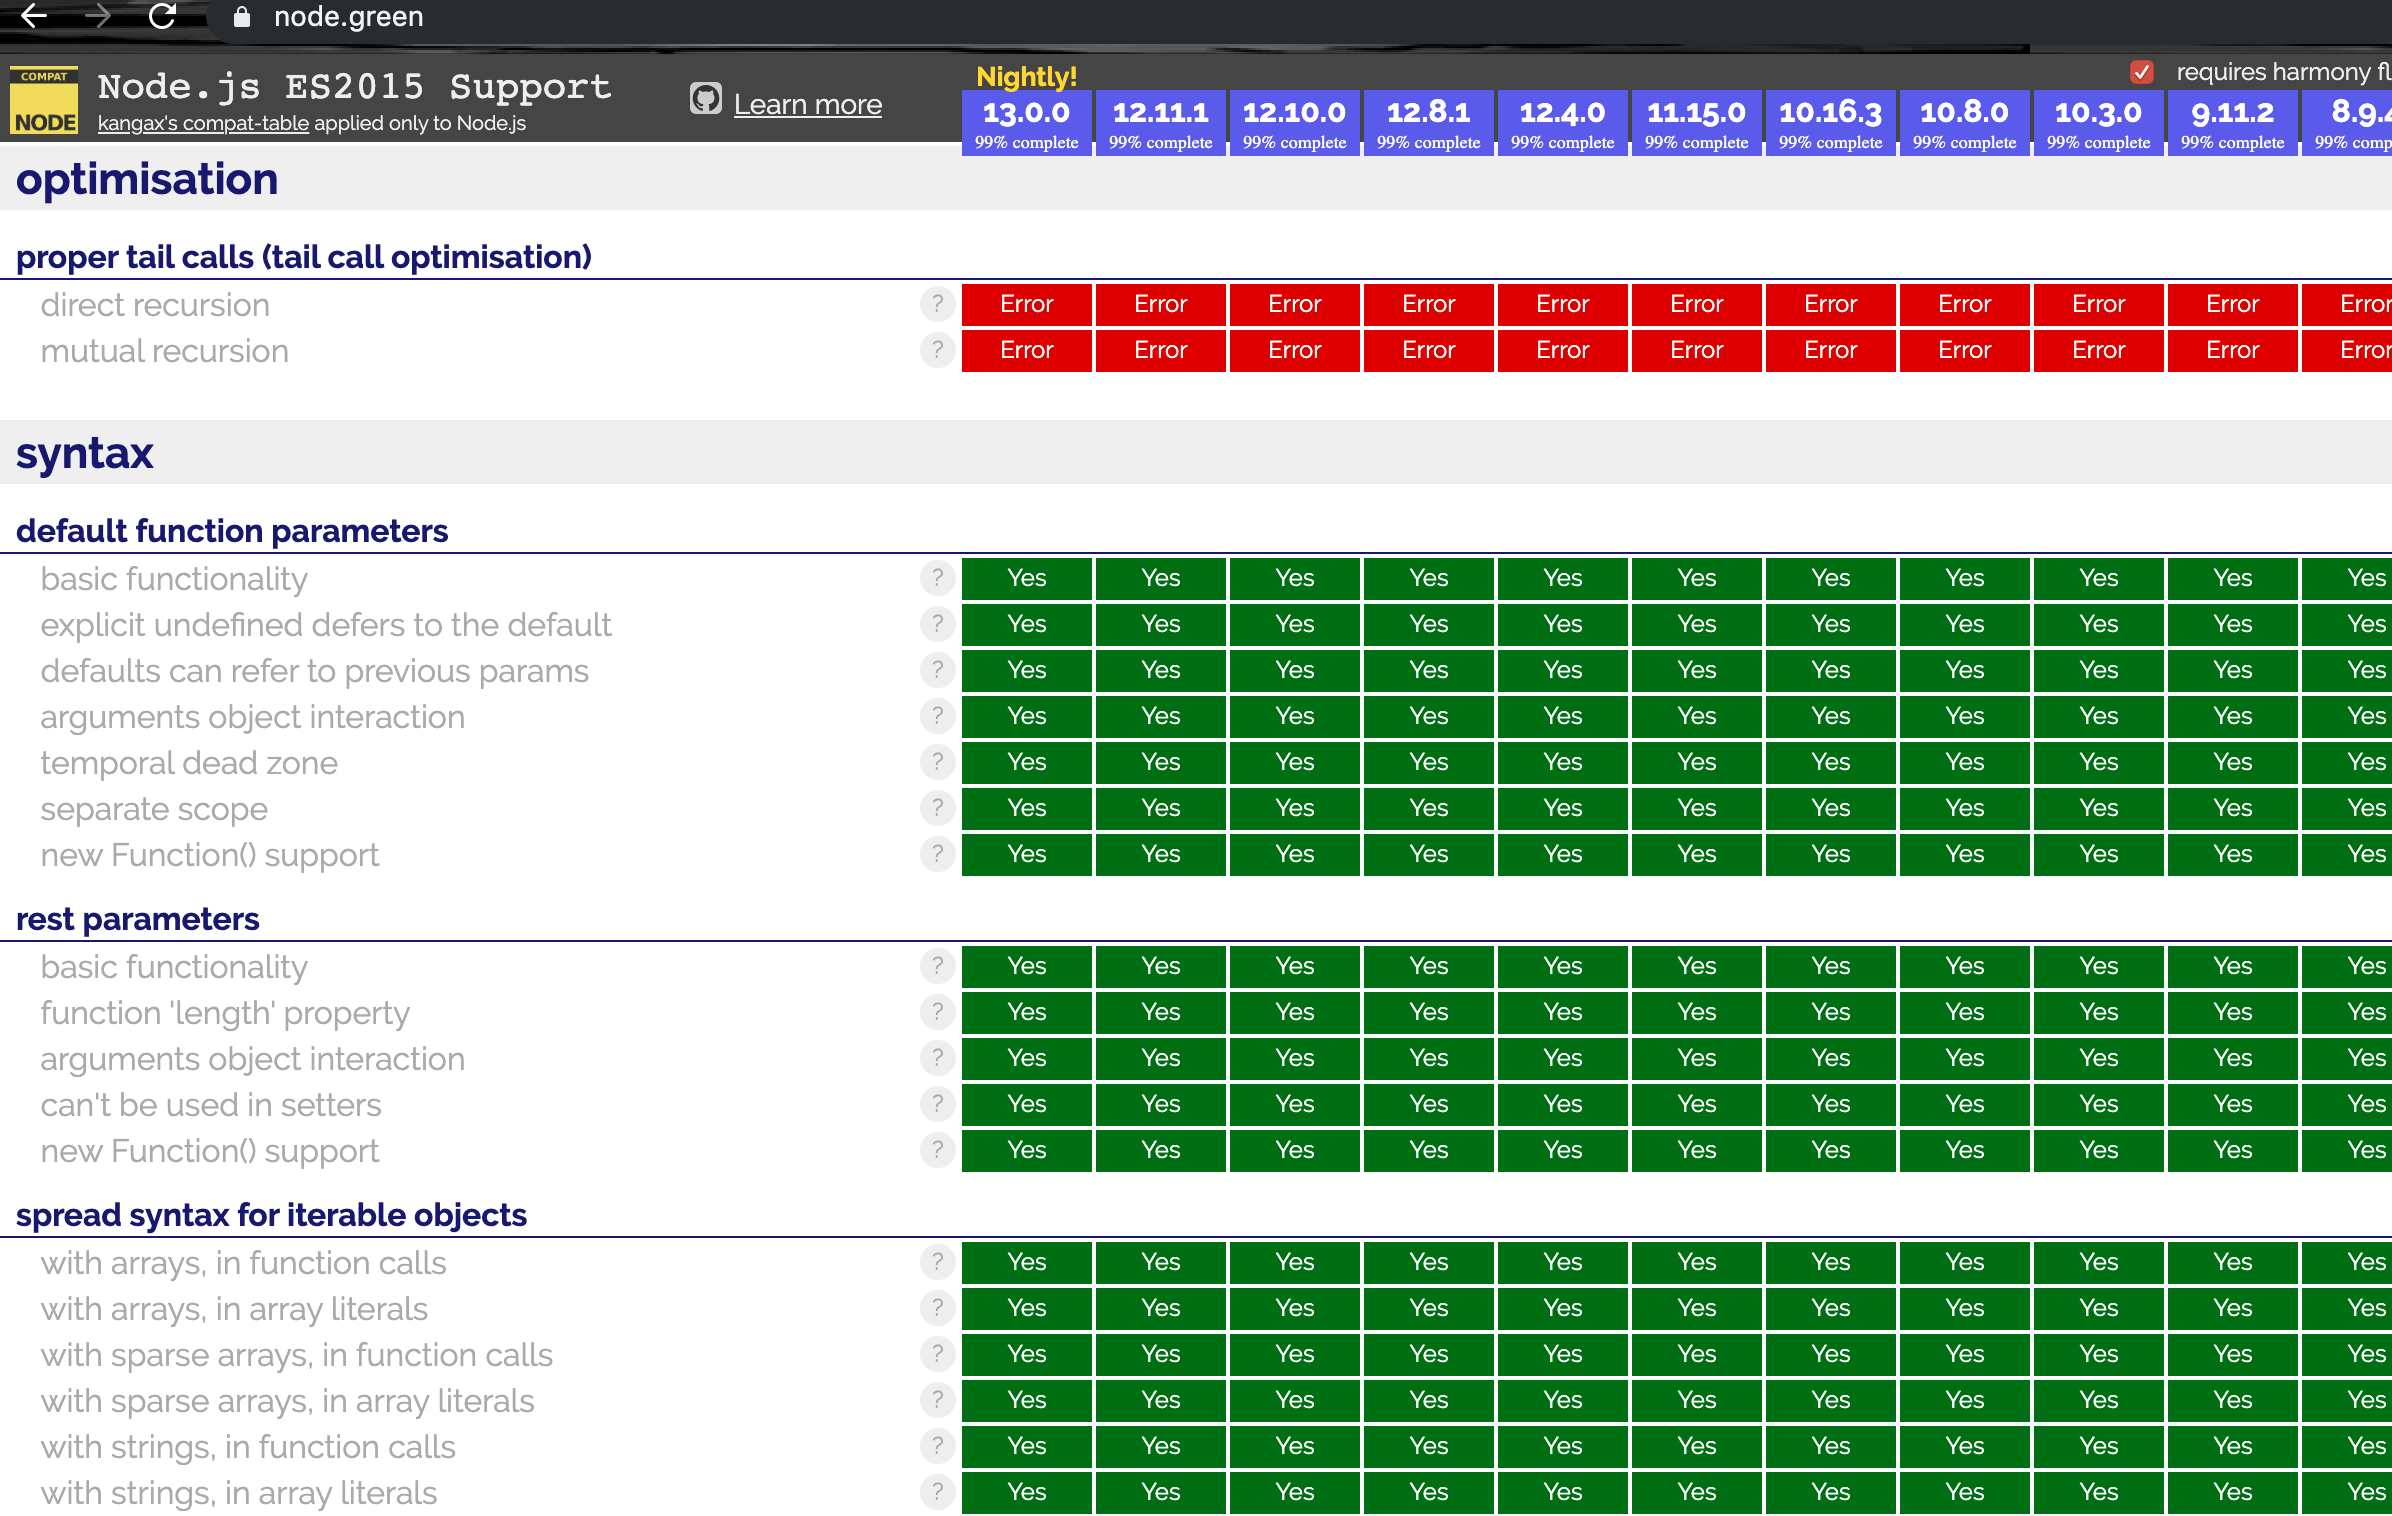 node.green
COMPAT
NODE
Node.js ES2015 Support
kangax's compat-table applied only to Node.js
Learn more
Nightly!
requires harmony fl
13.0.0 12.11.1 12.10.0 12.8.1 12.4.0 11.15.0 10.16.3 10.8.0 10.3.0 9.11.2 8.9.4
99% complete 99% complete 99% complete 99% complete 99% complete 99% complete 99% complete 99% complete 99% complete 99% complete 99% comp
optimisation
proper tail calls (tail call optimisation)
direct recursion ? Error Error Error Error Error Error Error Error Error Error Error
mutual recursion ? Error Error Error Error Error Error Error Error Error Error Error
syntax
default function parameters
basic functionality ? Yes Yes Yes Yes Yes Yes Yes Yes Yes Yes Yes
explicit undefined defers to the default ? Yes Yes Yes Yes Yes Yes Yes Yes Yes Yes Yes
defaults can refer to previous params ? Yes Yes Yes Yes Yes Yes Yes Yes Yes Yes Yes
arguments object interaction ? Yes Yes Yes Yes Yes Yes Yes Yes Yes Yes Yes
temporal dead zone ? Yes Yes Yes Yes Yes Yes Yes Yes Yes Yes Yes
separate scope ? Yes Yes Yes Yes Yes Yes Yes Yes Yes Yes Yes
new Function() support ? Yes Yes Yes Yes Yes Yes Yes Yes Yes Yes Yes
rest parameters
basic functionality ? Yes Yes Yes Yes Yes Yes Yes Yes Yes Yes Yes
function 'length' property ? Yes Yes Yes Yes Yes Yes Yes Yes Yes Yes Yes
arguments object interaction ? Yes Yes Yes Yes Yes Yes Yes Yes Yes Yes Yes
can't be used in setters ? Yes Yes Yes Yes Yes Yes Yes Yes Yes Yes Yes
new Function() support ? Yes Yes Yes Yes Yes Yes Yes Yes Yes Yes Yes
spread syntax for iterable objects
with arrays, in function calls ? Yes Yes Yes Yes Yes Yes Yes Yes Yes Yes Yes
with arrays, in array literals ? Yes Yes Yes Yes Yes Yes Yes Yes Yes Yes Yes
with sparse arrays, in function calls ? Yes Yes Yes Yes Yes Yes Yes Yes Yes Yes Yes
with sparse arrays, in array literals ? Yes Yes Yes Yes Yes Yes Yes Yes Yes Yes Yes
with strings, in function calls ? Yes Yes Yes Yes Yes Yes Yes Yes Yes Yes Yes
with strings, in array literals ? Yes Yes Yes Yes Yes Yes Yes Yes Yes Yes Yes